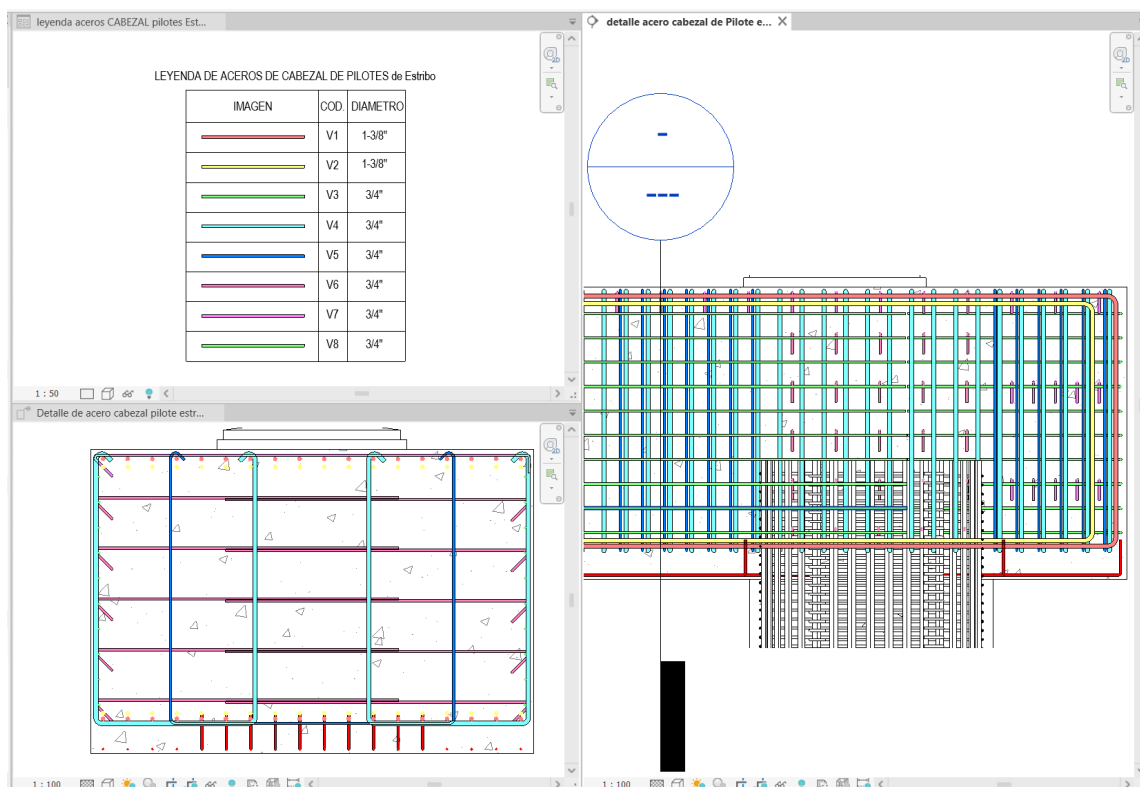 leyenda aceros CABEZAL pilotes Est...
LEYENDA DE ACEROS DE CABEZAL DE PILOTES de Estribo
IMAGEN COD. DIAMETRO
V1 1-3/8"
V2 1-3/8"
V3 3/4"
V4 3/4"
V5 3/4"
V6 3/4"
V7 3/4"
V8 3/4"
1 : 50
Detalle de acero cabezal pilote estr...
1 : 100
detalle acero cabezal de Pilote e...
-
---
1 : 100